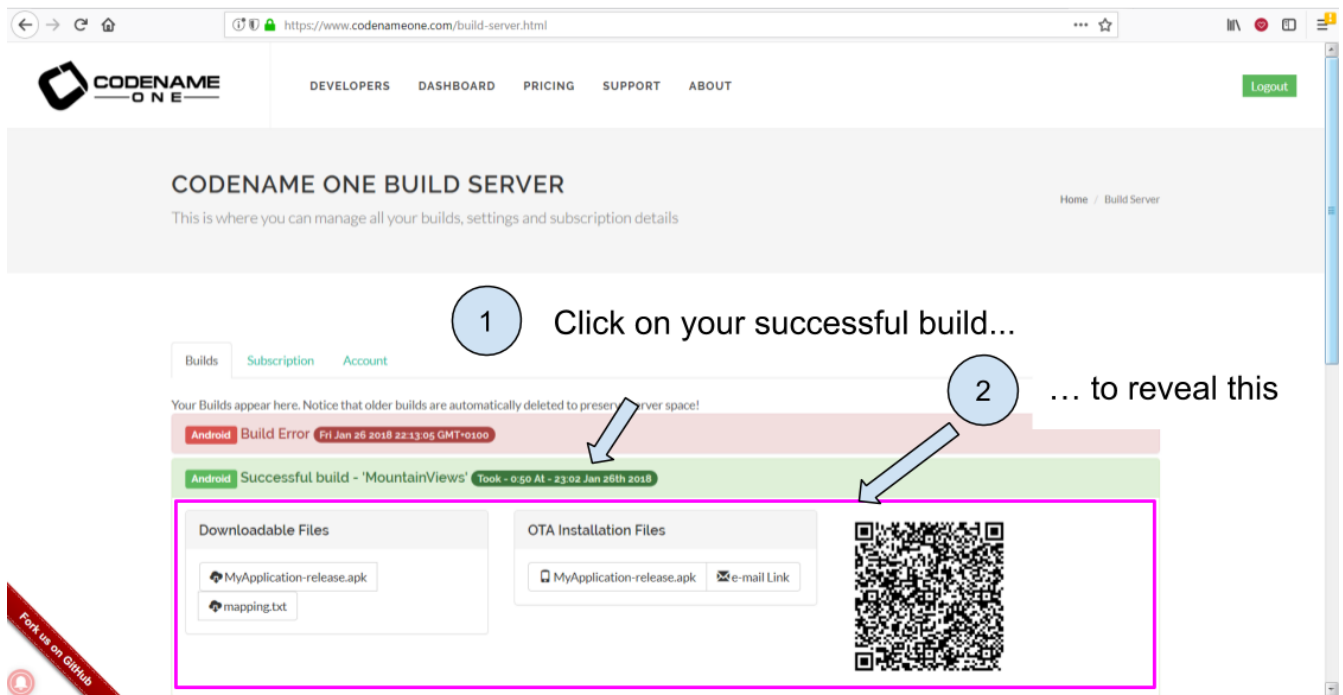 https://www.codenameone.com/build-server.html
CODENAME
ONE
DEVELOPERS DASHBOARD PRICING SUPPORT ABOUT
Logout
CODENAME ONE BUILD SERVER
This is where you can manage all your builds, settings and subscription details
Home / Build Server
1 Click on your successful build...
Builds Subscription Account
2 … to reveal this
Your Builds appear here. Notice that older builds are automatically deleted to preserve server space!
Android Build Error Fri Jan 26 2018 22:13:05 GMT+0100
Android Successful build - 'MountainViews' Took - 0:50 At - 23:02 Jan 26th 2018
Downloadable Files
MyApplication-release.apk
mapping.txt
OTA Installation Files
MyApplication-release.apk e-mail Link
Fork us on GitHub